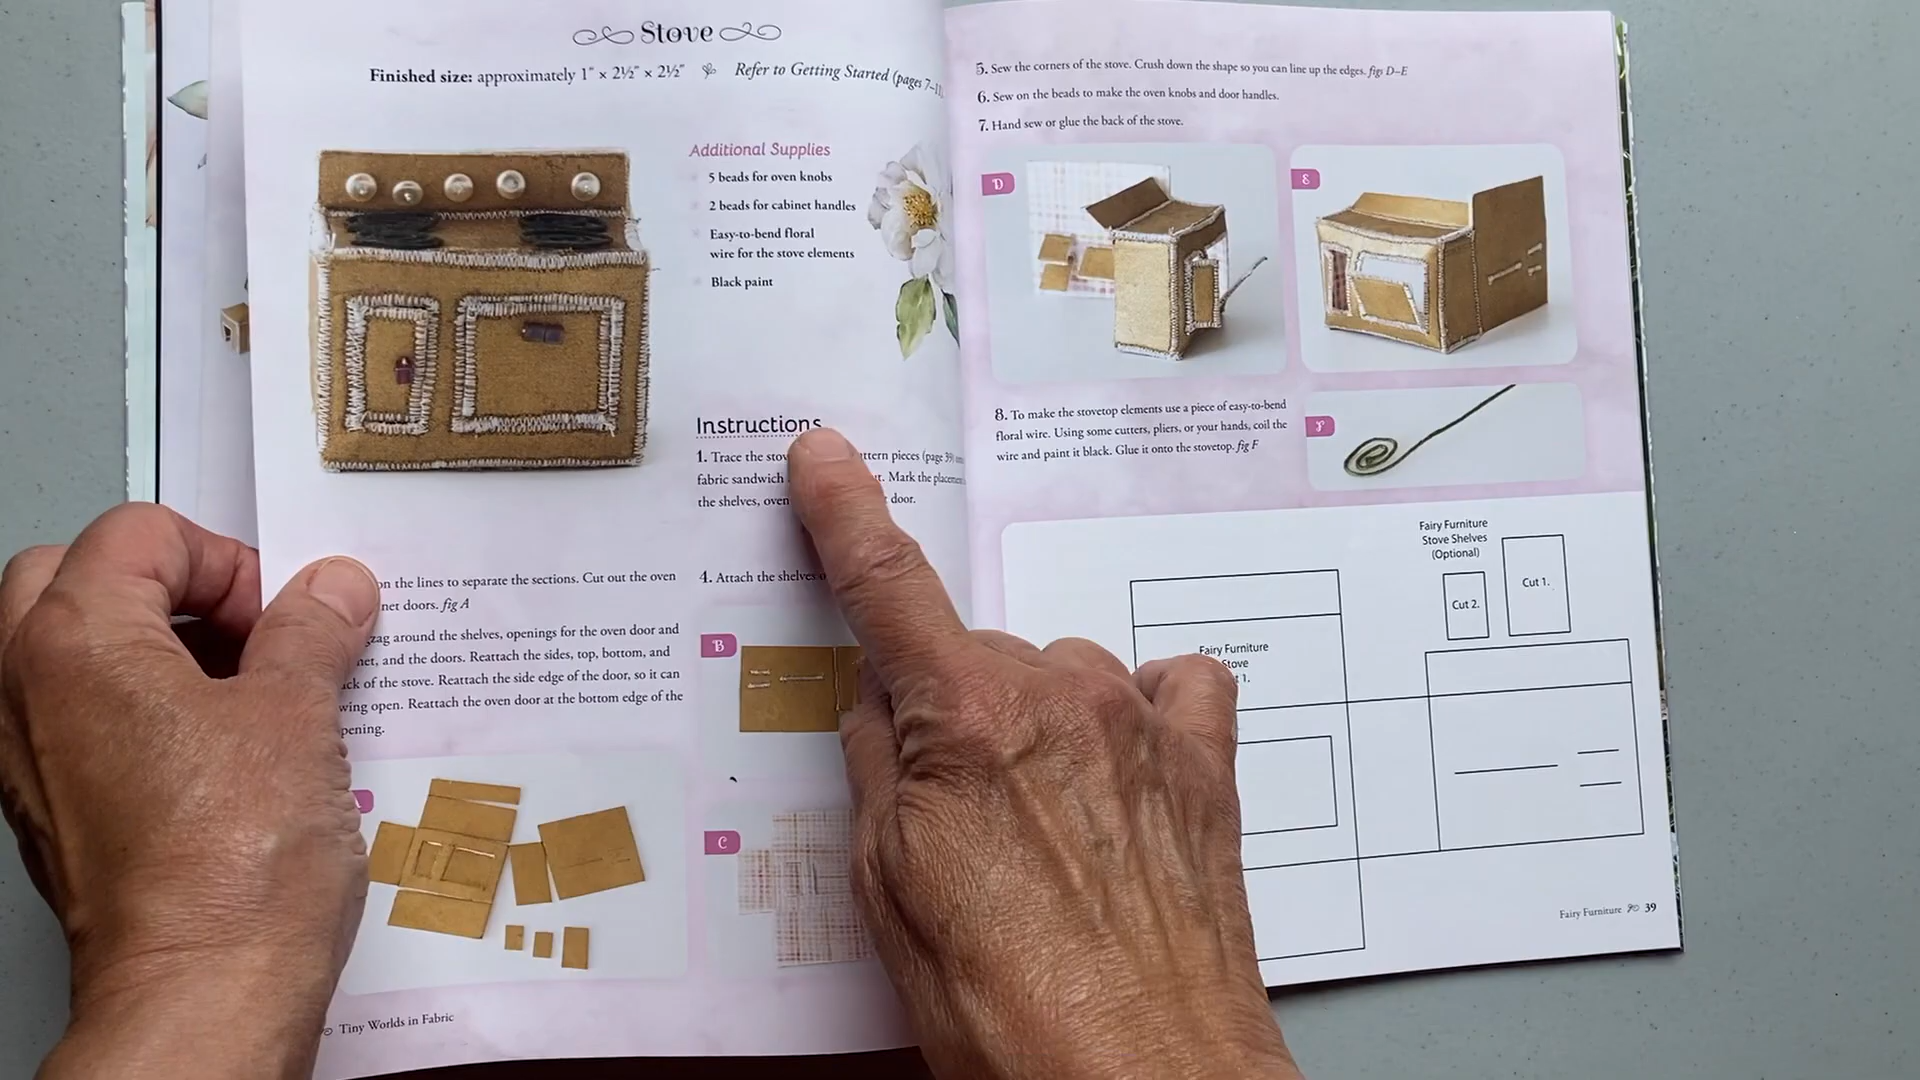 Stove
Finished size: approximately 1" × 2½" × 2½" Refer to Getting Started (pages 7–11)
Additional Supplies
5 beads for oven knobs
2 beads for cabinet handles
Easy-to-bend floral
wire for the stove elements
Black paint
Instructions
1. Trace the pattern pieces (page 39)
fabric sandwich Mark the
the shelves, oven door.
on the lines to separate the sections. Cut out the oven
doors. fig A
around the shelves, openings for the oven door and
and the doors. Reattach the sides, top, bottom, and
of the stove. Reattach the side edge of the door, so it can
open. Reattach the oven door at the bottom edge of the
4. Attach the shelves
B
C
Tiny Worlds in Fabric
5. Sew the corners of the stove. Crush down the shape so you can line up the edges. figs D–E
6. Sew on the beads to make the oven knobs and door handles.
7. Hand sew or glue the back of the stove.
D
E
8. To make the stovetop elements use a piece of easy-to-bend
floral wire. Using some cutters, pliers, or your hands, coil the
wire and paint it black. Glue it onto the stovetop. fig F
F
Fairy Furniture
Stove Shelves
(Optional)
Cut 2.
Cut 1.
Fairy Furniture
Stove
1.
Fairy Furniture 39